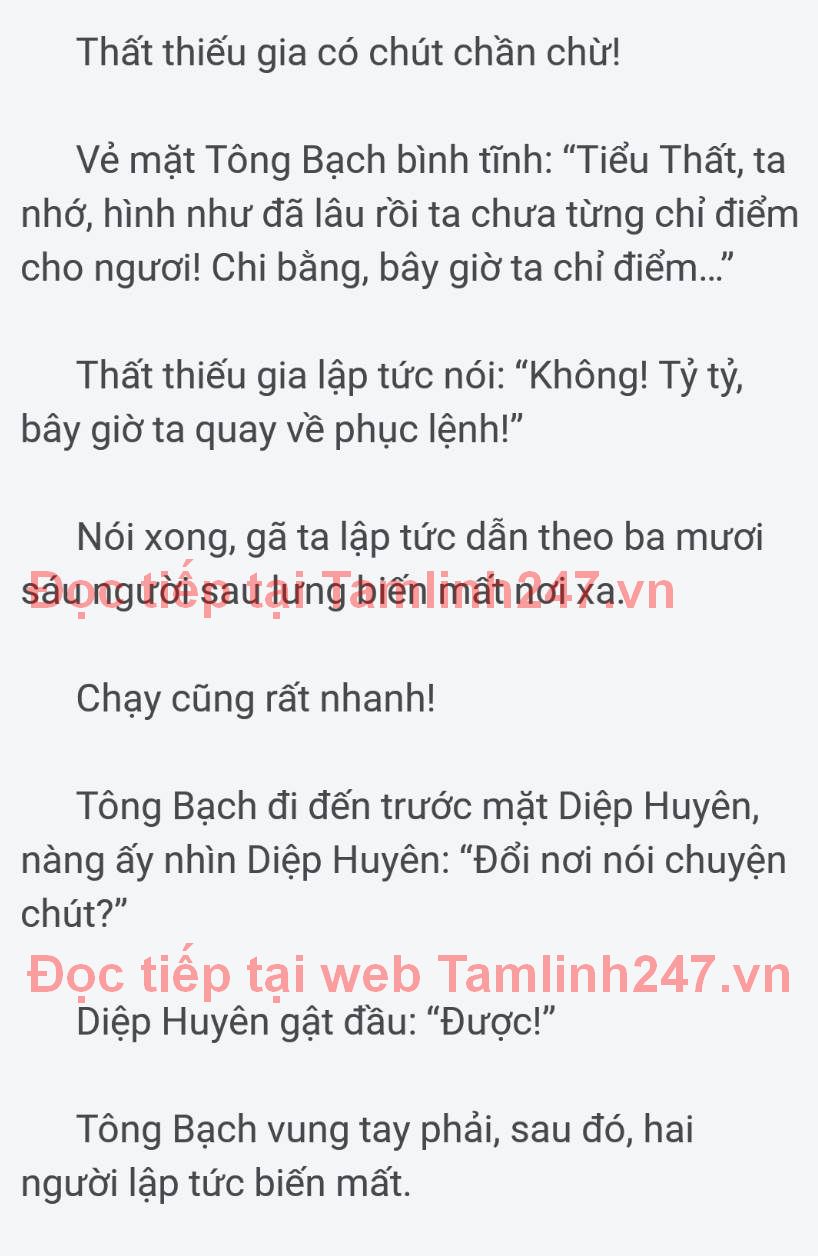 Thất thiếu gia có chút chần chừ!
Vẻ mặt Tông Bạch bình tĩnh: “Tiểu Thất, ta
nhớ, hình như đã lâu rồi ta chưa từng chỉ điểm
cho ngươi! Chi bằng, bây giờ ta chỉ điểm...”
Thất thiếu gia lập tức nói: “Không! Tỷ tỷ,
bây giờ ta quay về phục lệnh!”
Nói xong, gã ta lập tức dẫn theo ba mươi
sáu người sau lưng biến mất nơi xa.
Đọc tiếp tại Tamlinh247.vn
Chạy cũng rất nhanh!
Tông Bạch đi đến trước mặt Diệp Huyên,
nàng ấy nhìn Diệp Huyên: “Đổi nơi nói chuyện
chút?”
Đọc tiếp tại web Tamlinh247.vn
Diệp Huyên gật đầu: “Được!”
Tông Bạch vung tay phải, sau đó, hai
người lập tức biến mất.